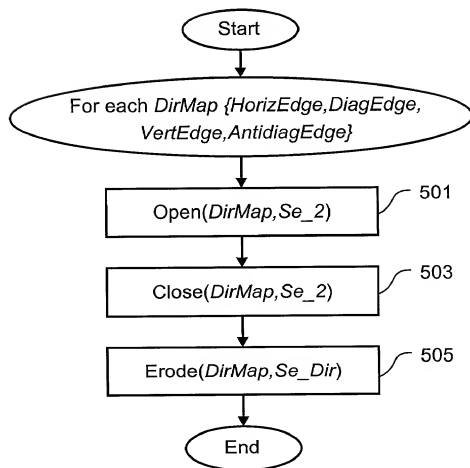 Start
For each DirMap {HorizEdge,DiagEdge,
VertEdge,AntidiagEdge}
Open(DirMap,Se_2)
501
Close(DirMap,Se_2)
503
Erode(DirMap,Se_Dir)
505
End